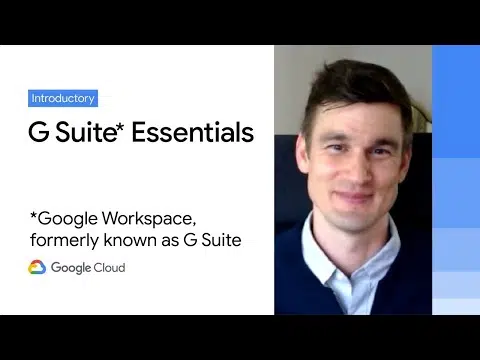 Introductory
G Suite* Essentials
*Google Workspace,
formerly known as G Suite
Google Cloud